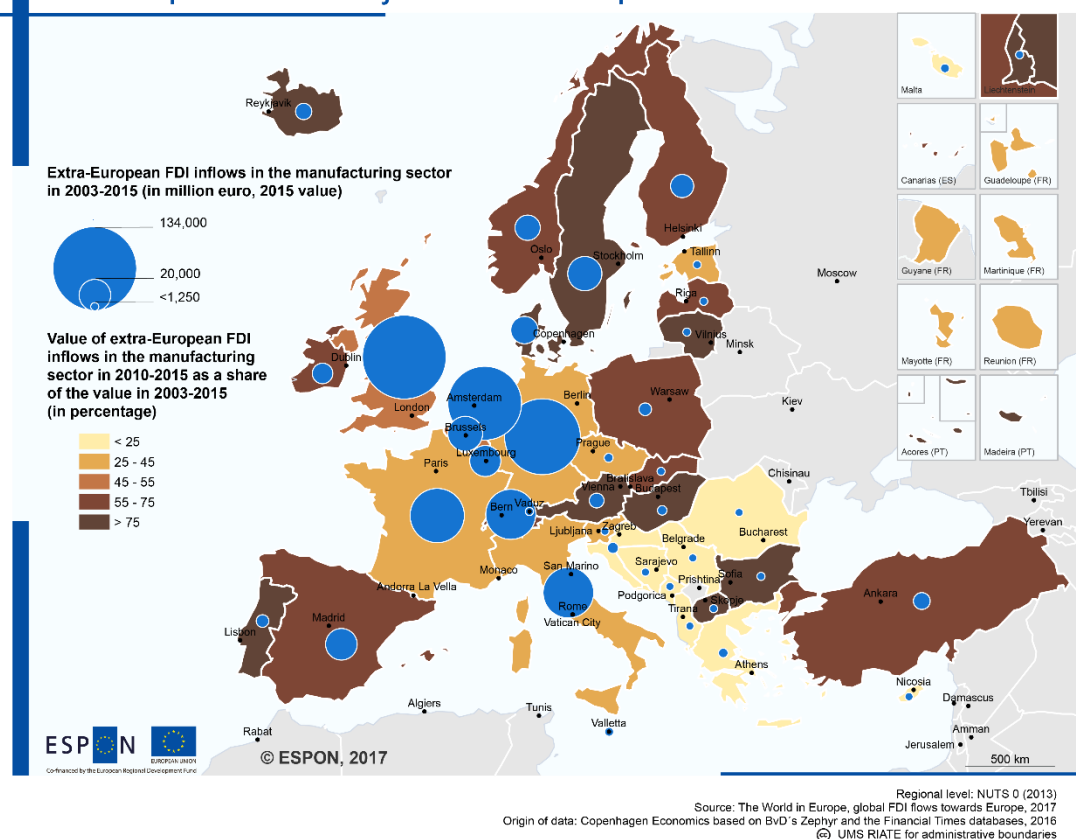 Extra-European FDI inflows in the manufacturing sector
in 2003-2015 (in million euro, 2015 value)
134,000
20,000
<1,250
Value of extra-European FDI
inflows in the manufacturing
sector in 2010-2015 as a share
of the value in 2003-2015
(in percentage)
< 25
25 - 45
45 - 55
55 - 75
> 75
Reykjavik
Oslo
Stockholm
Helsinki
Tallinn
Riga
Vilnius
Minsk
Moscow
Copenhagen
Dublin
London
Amsterdam
Brussels
Luxembourg
Berlin
Warsaw
Kiev
Prague
Paris
Bratislava
Vienna
Budapest
Chisinau
Bern
Vaduz
Ljubljana
Zagreb
Belgrade
Bucharest
Tbilisi
Yerevan
Monaco
San Marino
Sarajevo
Prishtina
Sofia
Andorra La Vella
Podgorica
Skopje
Ankara
Madrid
Lisbon
Rome
Vatican City
Tirana
Athens
Nicosia
Damascus
Amman
Jerusalem
Valletta
Tunis
Algiers
Rabat
Malta
Liechtenstein
Canarias (ES)
Guadeloupe (FR)
Guyane (FR)
Martinique (FR)
Mayotte (FR)
Reunion (FR)
Acores (PT)
Madeira (PT)
500 km
ESPON
EUROPEAN UNION
Co-financed by the European Regional Development Fund
© ESPON, 2017
Regional level: NUTS 0 (2013)
Source: The World in Europe, global FDI flows towards Europe, 2017
Origin of data: Copenhagen Economics based on BvD´s Zephyr and the Financial Times databases, 2016
UMS RIATE for administrative boundaries